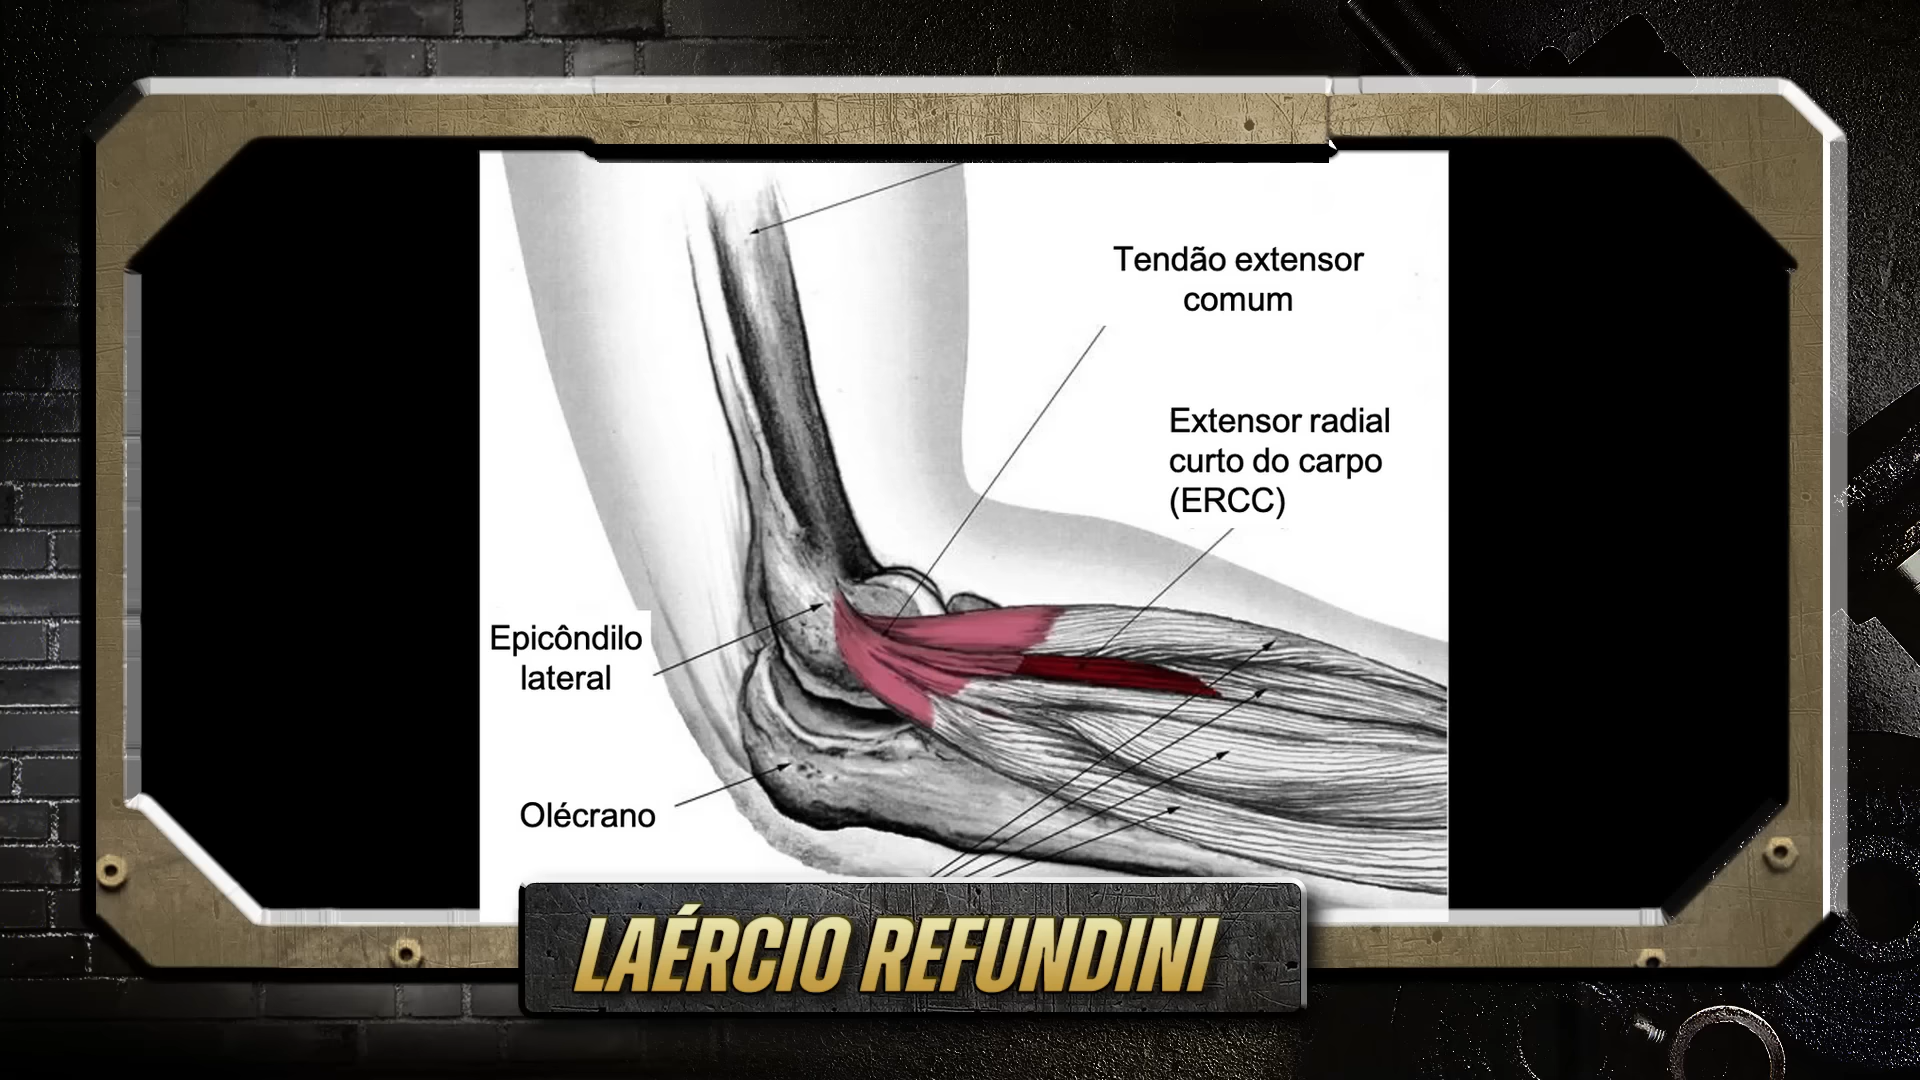 Tendão extensor
comum
Extensor radial
curto do carpo
(ERCC)
Epicôndilo
lateral
Olécrano
LAÉRCIO REFUNDINI